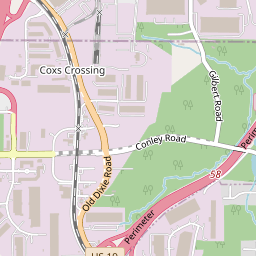 Coxs Crossing
Gilbert Road
Conley Road
Perimeter
58
Old Dixie Road
Perimeter
US 19